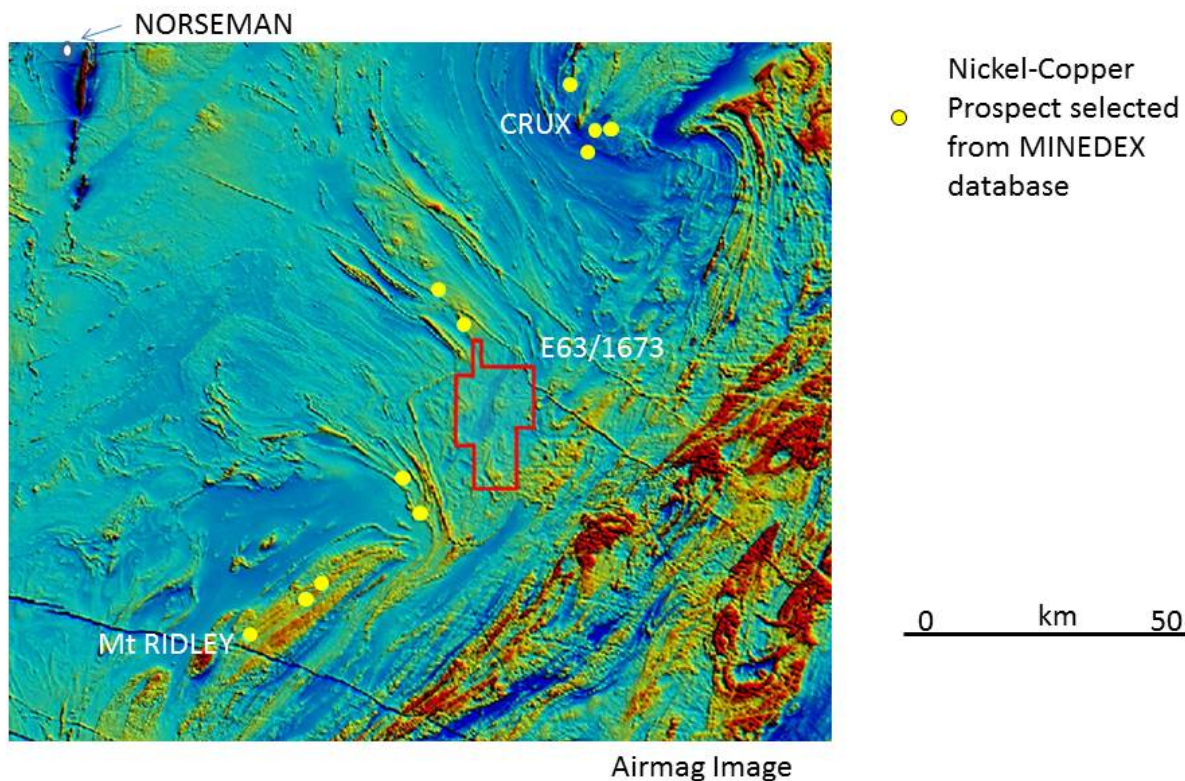 NORSEMAN
CRUX
E63/1673
Mt RIDLEY
Nickel-Copper
Prospect selected
from MINEDEX
database
0 km 50
Airmag Image